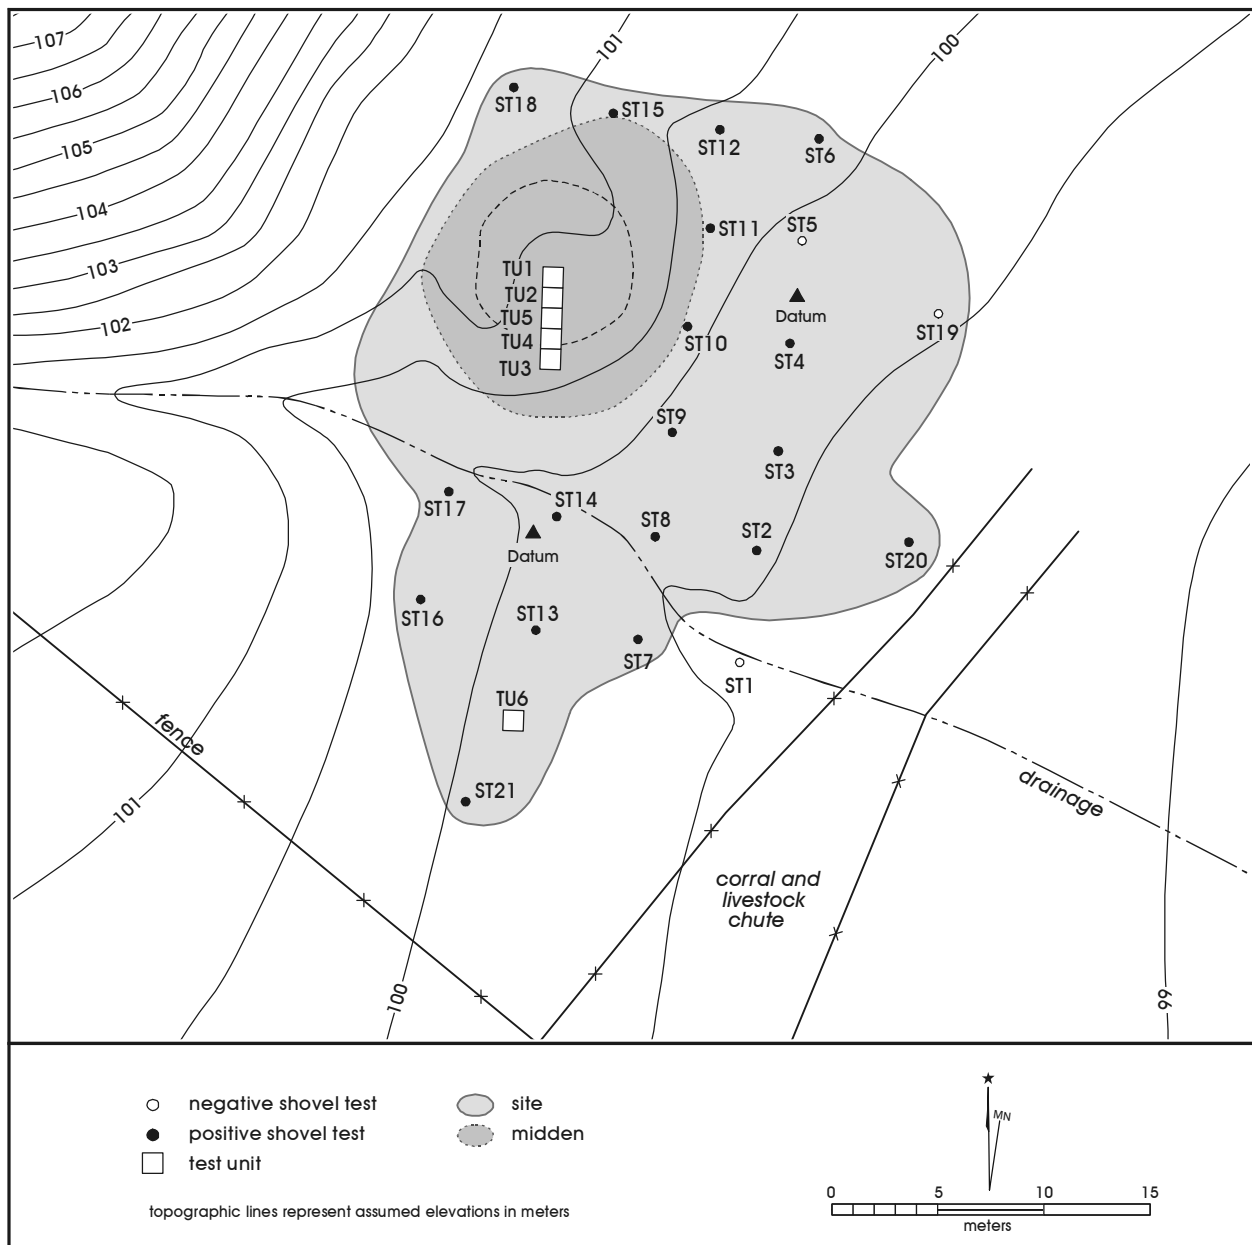 107
101
100
106
ST18
ST15
ST12
ST6
105
104
ST11
ST5
103
TU1
TU2
Datum
102
TU5
ST10
ST19
TU4
ST4
TU3
ST9
ST3
ST17
ST14
ST8
ST2
Datum
ST20
ST16
ST13
ST7
ST1
TU6
fence
ST21
drainage
101
corral and
livestock
chute
100
99
negative shovel test
site
positive shovel test
midden
test unit
topographic lines represent assumed elevations in meters
MN
0 5 10 15
meters